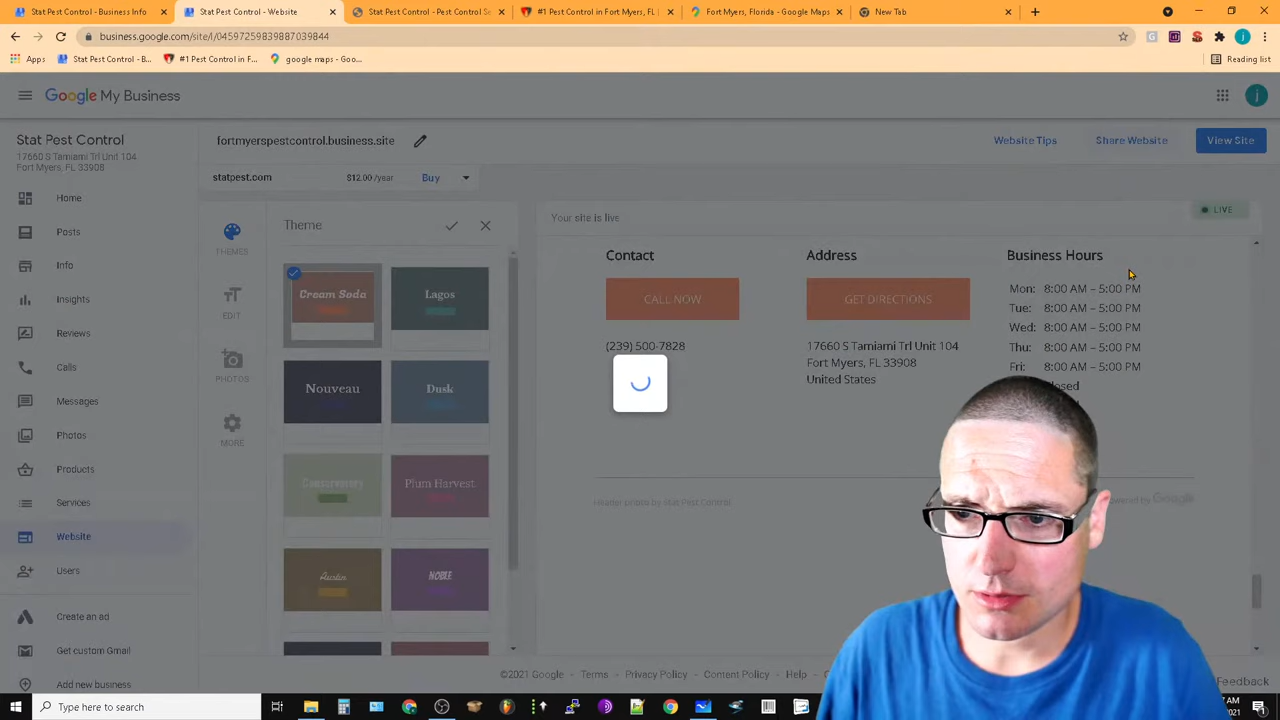 Stat Pest Control - Business Info
Stat Pest Control - Website
Stat Pest Control - Pest Control Se
#1 Pest Control in Fort Myers, FL |
Fort Myers, Florida - Google Maps
New Tab
business.google.com/site/l/04597259839887039844
Apps
Stat Pest Control - B...
#1 Pest Control in F...
google maps - Goo...
Reading list
Google My Business
j
Stat Pest Control
17660 S Tamiami Trl Unit 104
Fort Myers, FL 33908
fortmyerspestcontrol.business.site
Website Tips
Share Website
View Site
statpest.com
$12.00 /year
Buy
Home
Posts
Info
Insights
Reviews
Calls
Messages
Photos
Products
Services
Website
Users
Create an ad
Get custom Gmail
Add new business
THEMES
EDIT
PHOTOS
MORE
Theme
Cream Soda
Lagos
Nouveau
Dusk
Conservatory
Plum Harvest
Austin
NOBLE
Your site is live
LIVE
Contact
CALL NOW
(239) 500-7828
Address
GET DIRECTIONS
17660 S Tamiami Trl Unit 104
Fort Myers, FL 33908
United States
Business Hours
Mon: 8:00 AM – 5:00 PM
Tue: 8:00 AM – 5:00 PM
Wed: 8:00 AM – 5:00 PM
Thu: 8:00 AM – 5:00 PM
Fri: 8:00 AM – 5:00 PM
Closed
Header photo by Stat Pest Control
Powered by Google
©2021 Google
Terms
Privacy Policy
Content Policy
Help
Feedback
Type here to search